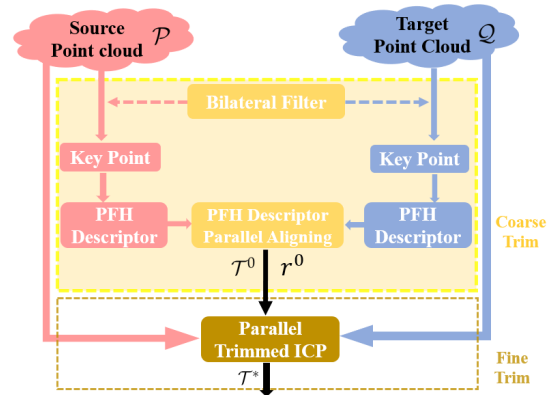 Source
Point cloud 𝒫
Target
Point Cloud 𝒬
Bilateral Filter
Key Point
Key Point
PFH
Descriptor
PFH Descriptor
Parallel Aligning
PFH
Descriptor
Coarse
Trim
𝒯⁰ r⁰
Parallel
Trimmed ICP
Fine
Trim
𝒯*